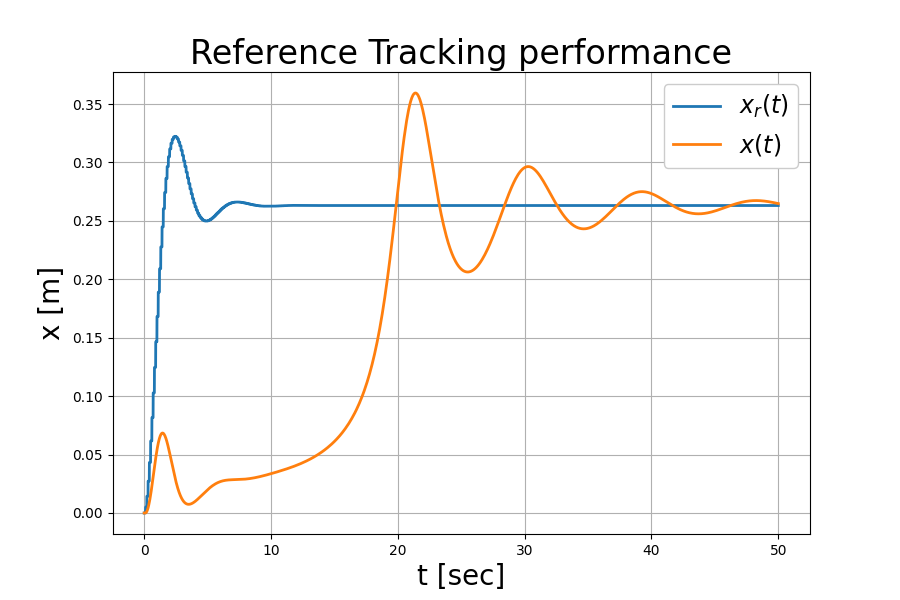 Reference Tracking performance
x_r(t)
x(t)
0.35
0.30
0.25
0.20
0.15
0.10
0.05
0.00
x [m]
0 10 20 30 40 50
t [sec]